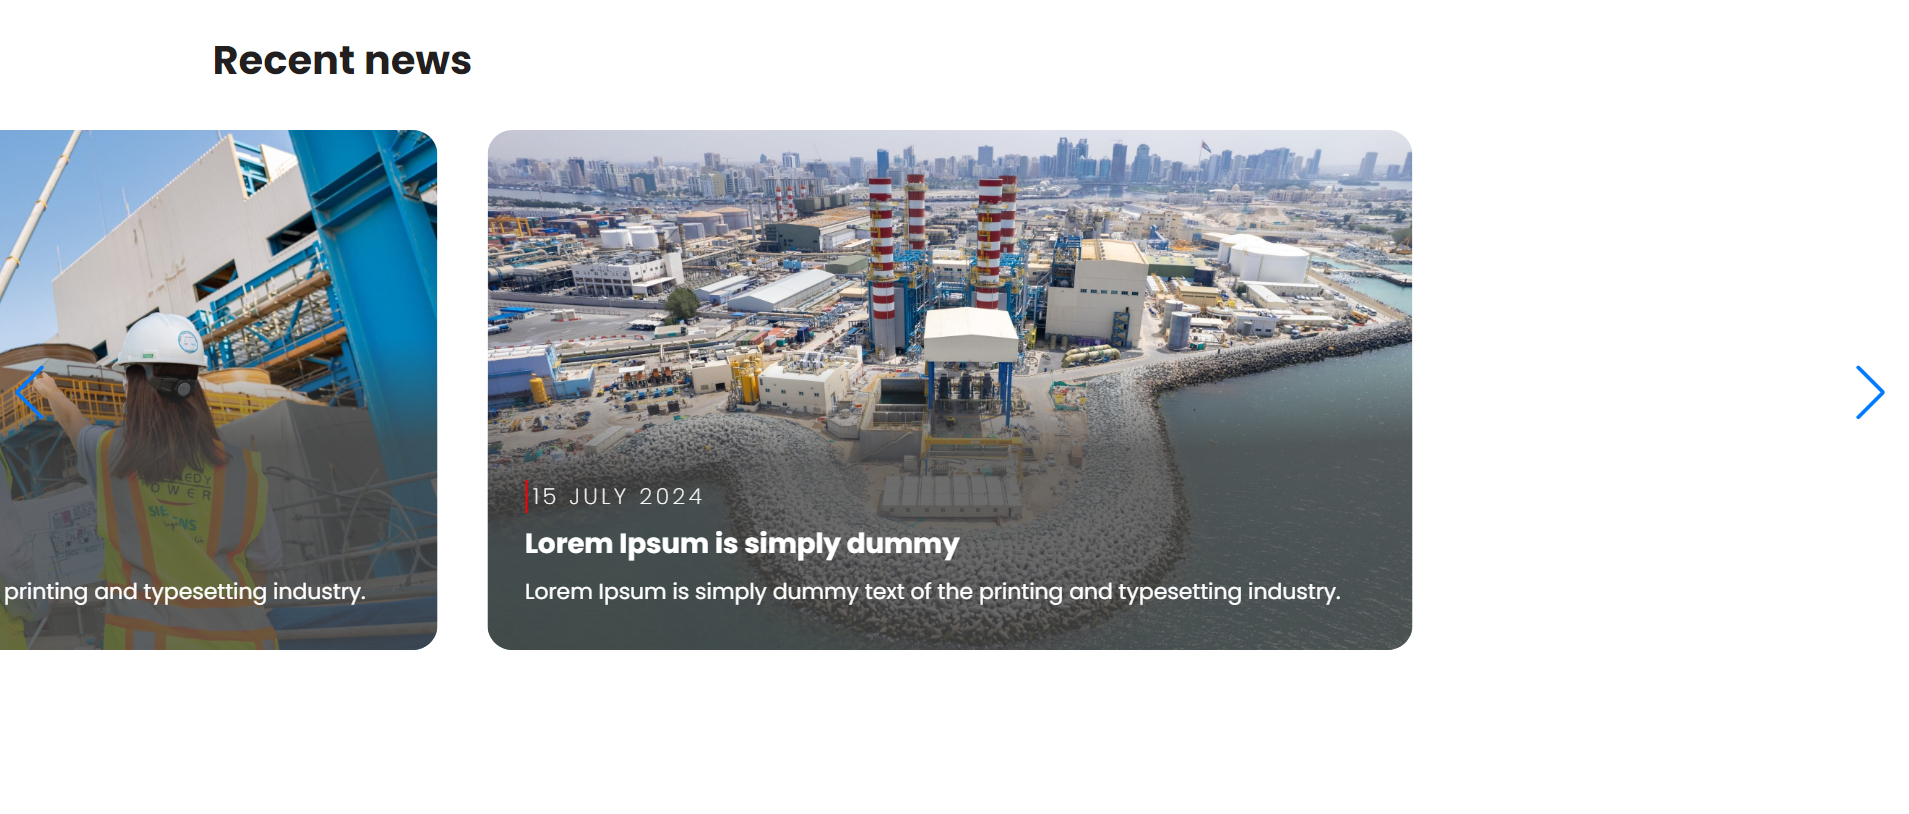 Recent news
15 JULY 2024
Lorem Ipsum is simply dummy
printing and typesetting industry.
Lorem Ipsum is simply dummy text of the printing and typesetting industry.
OWER